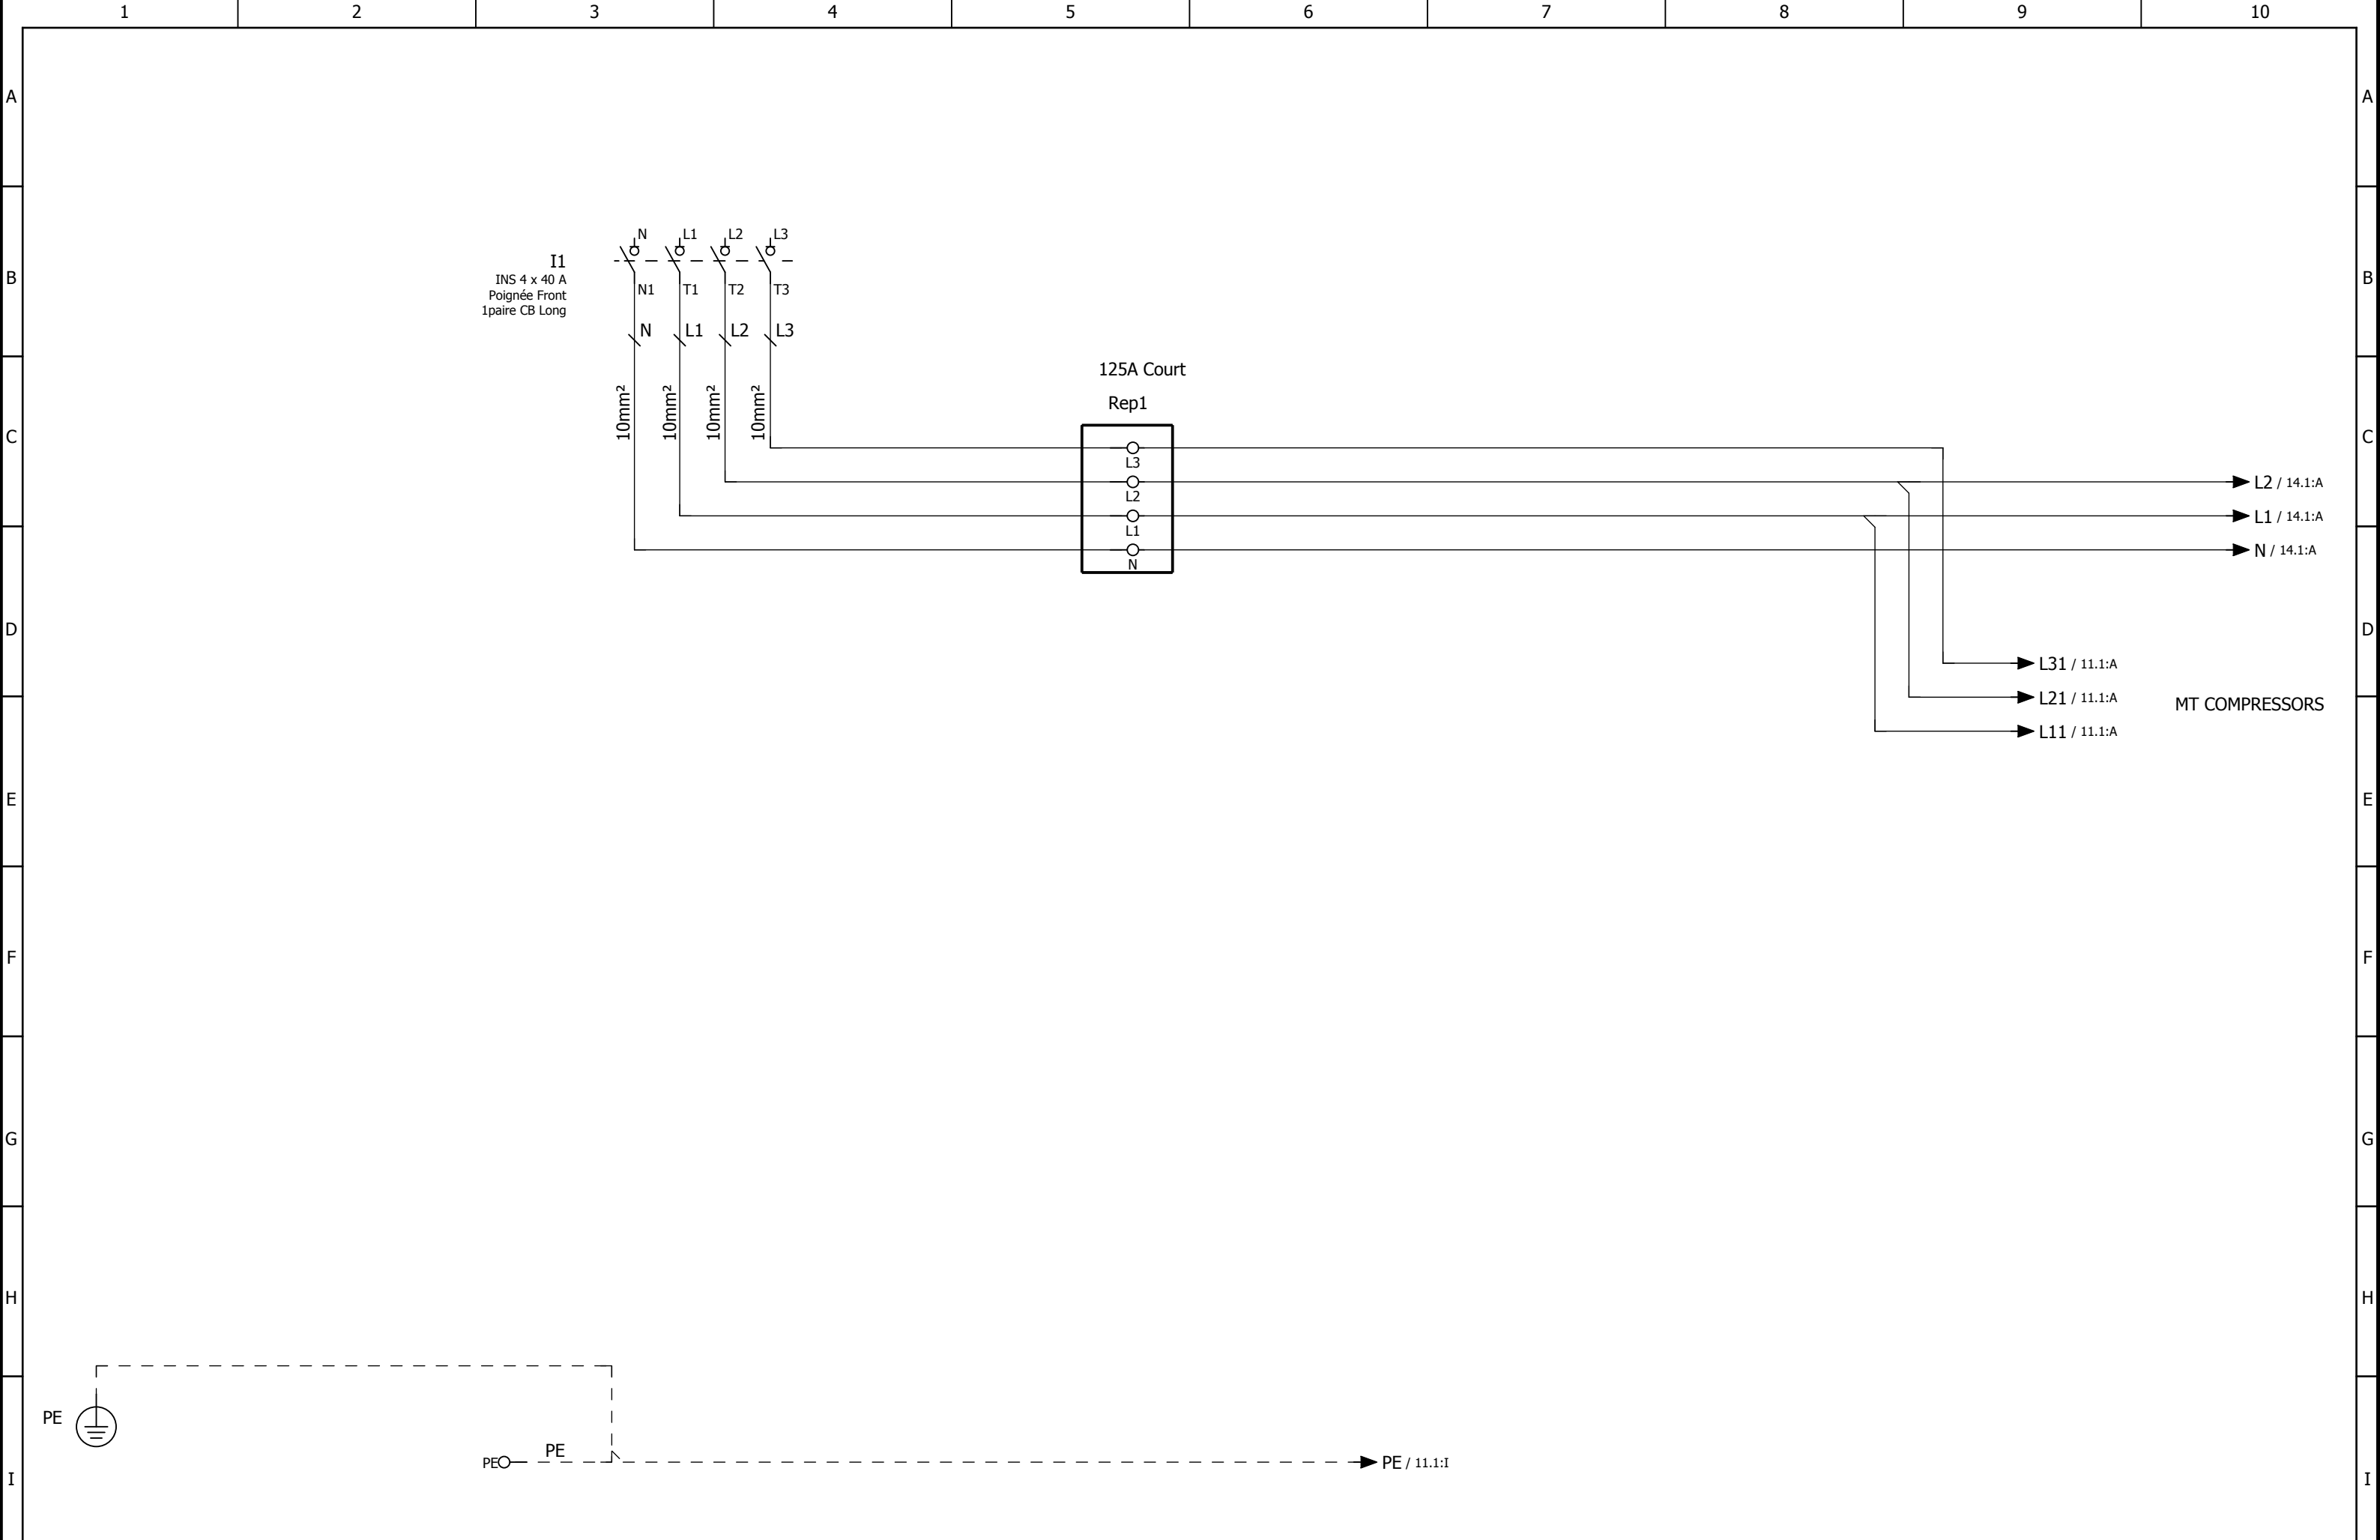 1 2 3 4 5 6 7 8 9 10
A A
N L1 L2 L3
I1
INS 4 x 40 A
Poignée Front
1paire CB Long
B B
N1 T1 T2 T3
N L1 L2 L3
125A Court
Rep1
10mm² 10mm² 10mm² 10mm²
C C
L3
L2 / 14.1:A
L2
L1 / 14.1:A
L1
N / 14.1:A
N
D D
L31 / 11.1:A
L21 / 11.1:A
MT COMPRESSORS
L11 / 11.1:A
E E
F F
G G
H H
PE
PE PE
PE / 11.1:I
I I